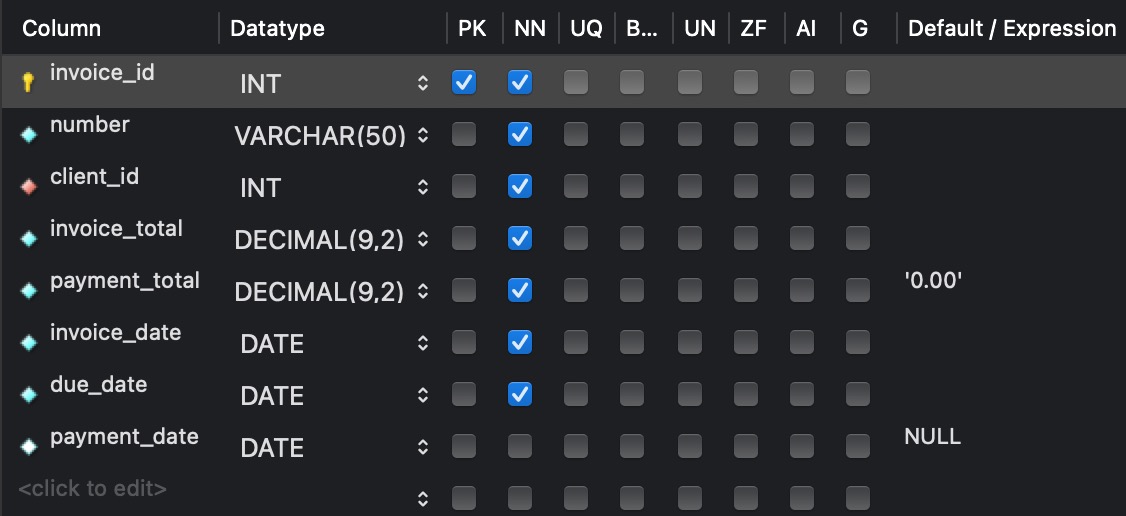 Column Datatype PK NN UQ B... UN ZF AI G Default / Expression
invoice_id INT
number VARCHAR(50)
client_id INT
invoice_total DECIMAL(9,2)
payment_total DECIMAL(9,2) '0.00'
invoice_date DATE
due_date DATE
payment_date DATE NULL
<click to edit>